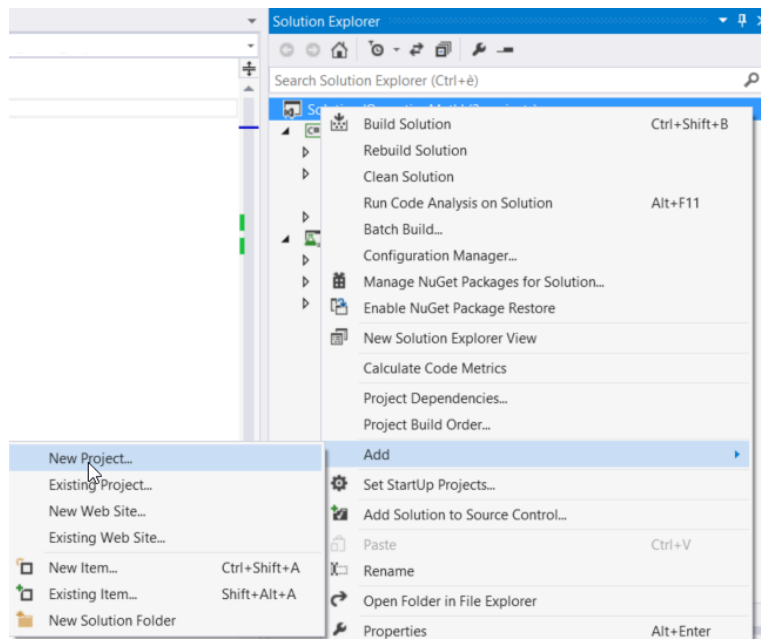 Solution Explorer
Search Solution Explorer (Ctrl+è)
Build Solution Ctrl+Shift+B
Rebuild Solution
Clean Solution
Run Code Analysis on Solution Alt+F11
Batch Build...
Configuration Manager...
Manage NuGet Packages for Solution...
Enable NuGet Package Restore
New Solution Explorer View
Calculate Code Metrics
Project Dependencies...
Project Build Order...
Add
Set StartUp Projects...
Add Solution to Source Control...
Paste Ctrl+V
Rename
Open Folder in File Explorer
Properties Alt+Enter
New Project...
Existing Project...
New Web Site...
Existing Web Site...
New Item... Ctrl+Shift+A
Existing Item... Shift+Alt+A
New Solution Folder